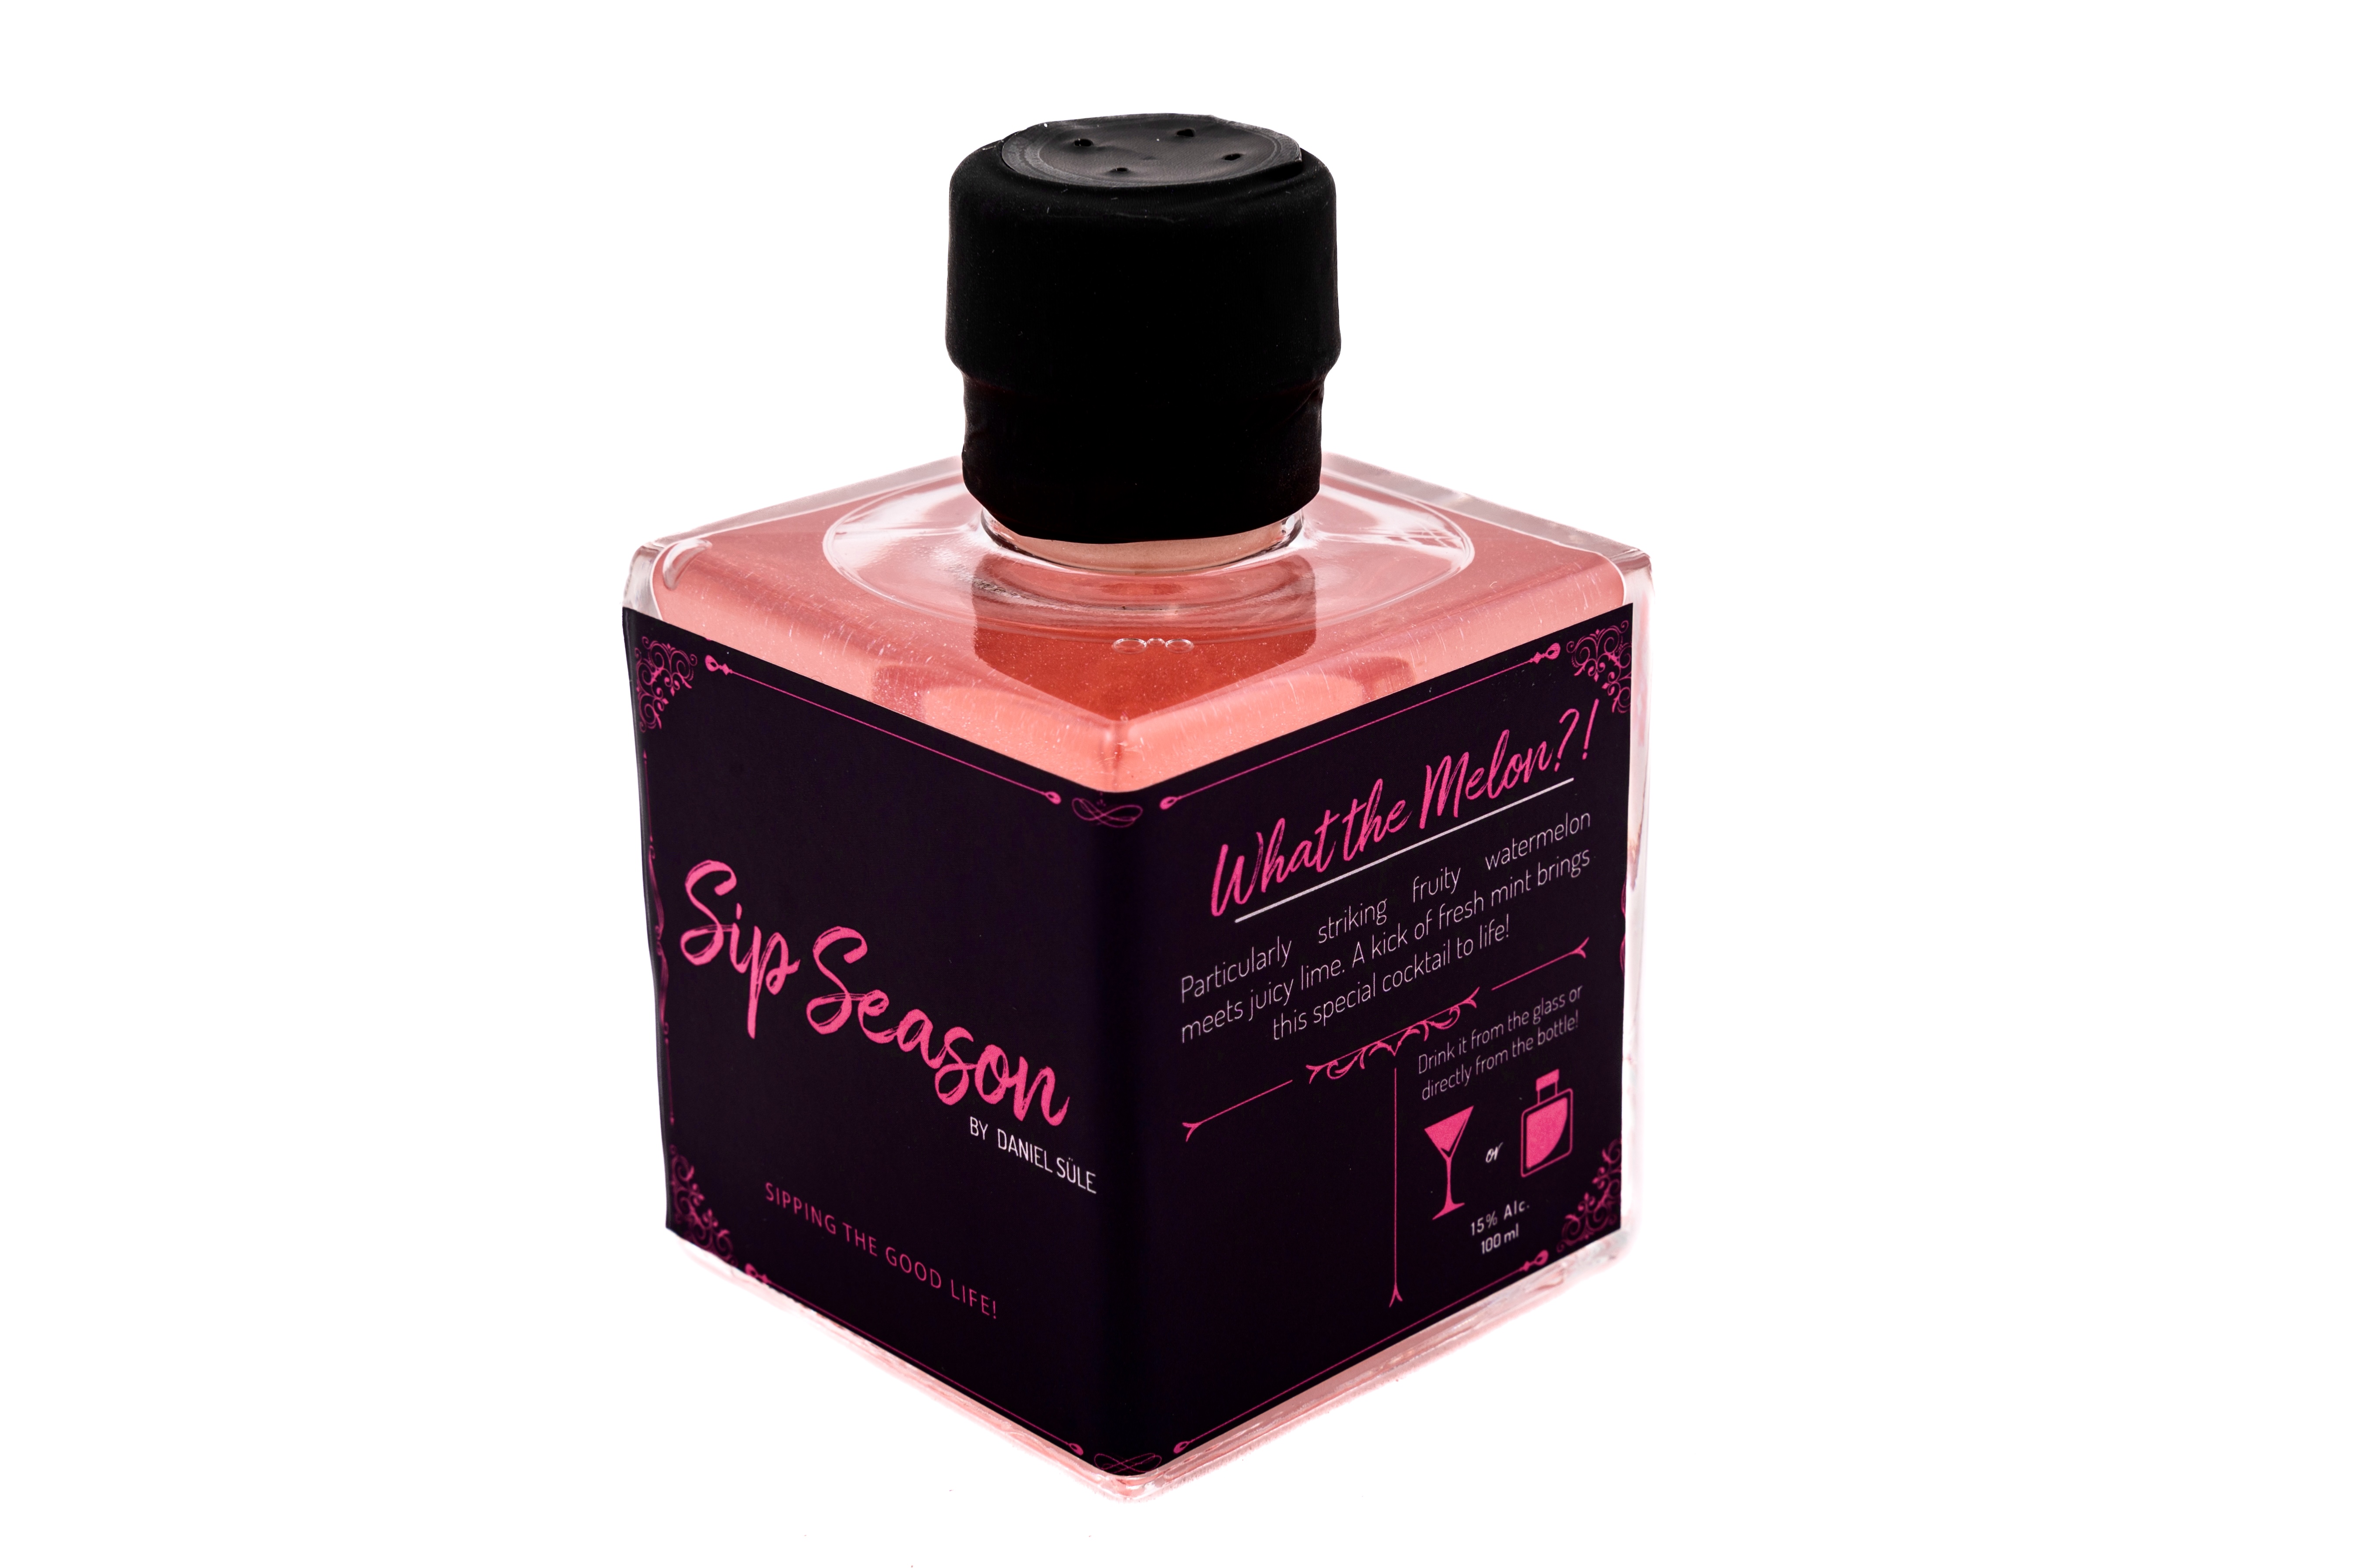 Sip Season
BY DANIEL SÜLE
SIPPING THE GOOD LIFE!
What the Melon?!
Particularly striking fruity watermelon
meets juicy lime. A kick of fresh mint brings
this special cocktail to life!
Drink it from the glass or
directly from the bottle!
or
15% Alc.
100 ml